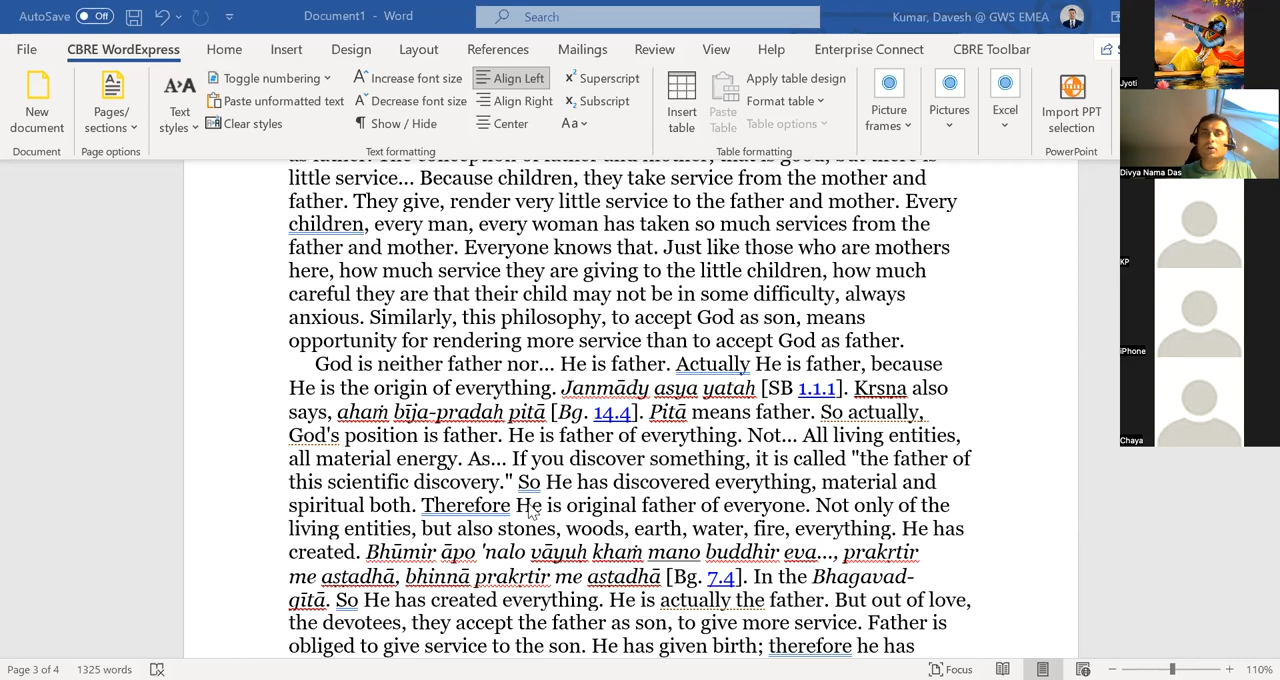 AutoSave Off Document1 - Word Search Kumar, Davesh @ GWS EMEA
File CBRE WordExpress Home Insert Design Layout References Mailings Review View Help Enterprise Connect CBRE Toolbar
New document
Pages/ sections
Text styles
Toggle numbering
Paste unformatted text
Clear styles
Increase font size
Decrease font size
Show / Hide
Align Left
Align Right
Center
Superscript
Subscript
Aa
Insert table
Paste Table
Apply table design
Format table
Table options
Picture frames
Pictures
Excel
Import PPT selection
Document Page options Text formatting Table formatting PowerPoint
as father. The conception of father and mother, that is good, but there is
little service... Because children, they take service from the mother and
father. They give, render very little service to the father and mother. Every
children, every man, every woman has taken so much services from the
father and mother. Everyone knows that. Just like those who are mothers
here, how much service they are giving to the little children, how much
careful they are that their child may not be in some difficulty, always
anxious. Similarly, this philosophy, to accept God as son, means
opportunity for rendering more service than to accept God as father.
God is neither father nor... He is father. Actually He is father, because
He is the origin of everything. Janmādy asya yataḥ [SB 1.1.1]. Kṛṣṇa also
says, ahaṁ bīja-pradaḥ pitā [Bg. 14.4]. Pitā means father. So actually,
God's position is father. He is father of everything. Not... All living entities,
all material energy. As... If you discover something, it is called "the father of
this scientific discovery." So He has discovered everything, material and
spiritual both. Therefore He is original father of everyone. Not only of the
living entities, but also stones, woods, earth, water, fire, everything. He has
created. Bhūmir āpo 'nalo vāyuḥ khaṁ mano buddhir eva..., prakṛtir
me aṣṭadhā, bhinnā prakṛtir me aṣṭadhā [Bg. 7.4]. In the Bhagavad-
gītā. So He has created everything. He is actually the father. But out of love,
the devotees, they accept the father as son, to give more service. Father is
obliged to give service to the son. He has given birth; therefore he has
Page 3 of 4 1325 words Focus 110%
Jyoti
Divya Nama Das
KP
iPhone
Chaya